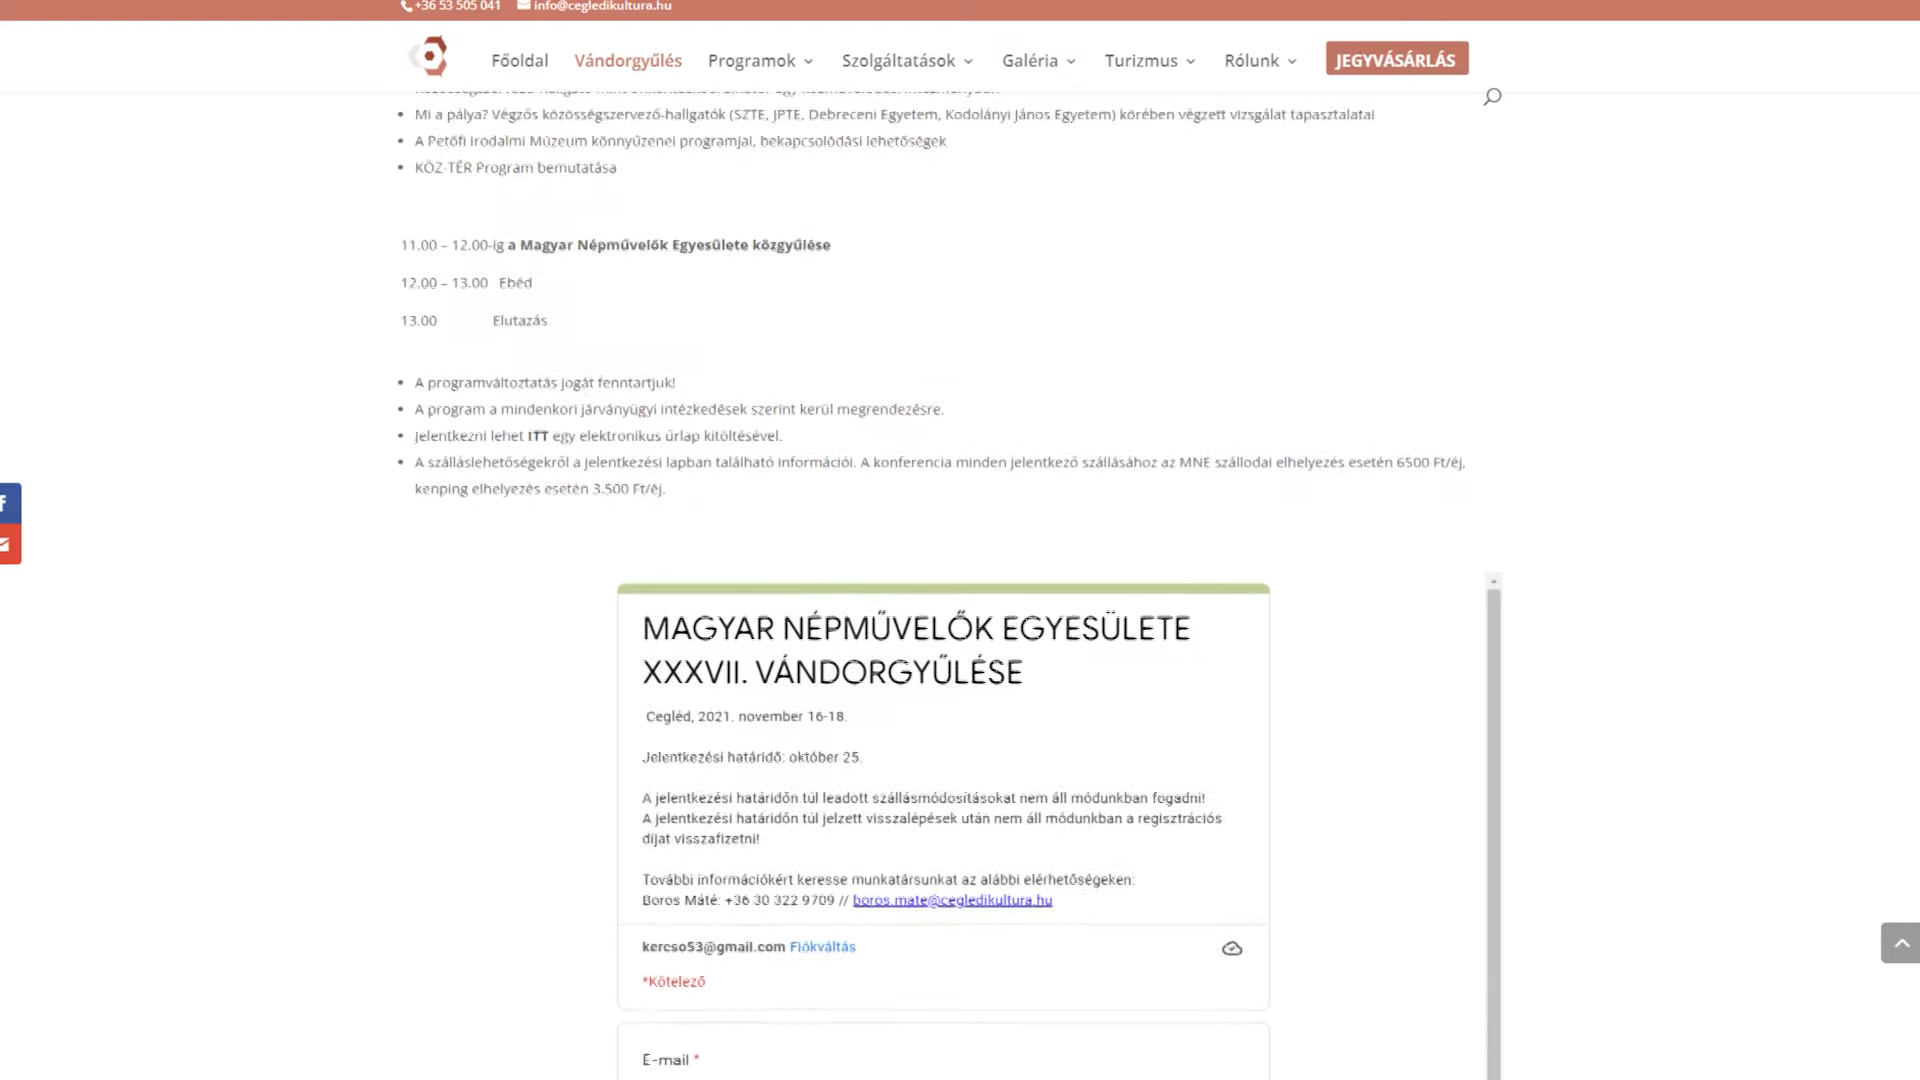 +36 53 505 041 info@cegledikultura.hu
Főoldal Vándorgyűlés Programok Szolgáltatások Galéria Turizmus Rólunk JEGYVÁSÁRLÁS
Mi a pálya? Végzős közösségszervező-hallgatók (SZTE, JPTE, Debreceni Egyetem, Kodolányi János Egyetem) körében végzett vizsgálat tapasztalatai
A Petőfi Irodalmi Múzeum könnyűzenei programjai, bekapcsolódási lehetőségek
KÖZ-TÉR Program bemutatása
11.00 – 12.00-ig a Magyar Népművelők Egyesülete közgyűlése
12.00 – 13.00 Ebéd
13.00 Elutazás
A programváltoztatás jogát fenntartjuk!
A program a mindenkori járványügyi intézkedések szerint kerül megrendezésre.
Jelentkezni lehet ITT egy elektronikus űrlap kitöltésével.
A szálláslehetőségekről a jelentkezési lapban található információi. A konferencia minden jelentkező szállásához az MNE szállodai elhelyezés esetén 6500 Ft/éj,
kenping elhelyezés esetén 3.500 Ft/éj.
MAGYAR NÉPMŰVELŐK EGYESÜLETE
XXXVII. VÁNDORGYŰLÉSE
Cegléd, 2021. november 16-18.
Jelentkezési határidő: október 25.
A jelentkezési határidőn túl leadott szállásmódosításokat nem áll módunkban fogadni!
A jelentkezési határidőn túl jelzett visszalépések után nem áll módunkban a regisztrációs
díjat visszafizetni!
További információkért keresse munkatársunkat az alábbi elérhetőségeken:
Boros Máté: +36 30 322 9709 // boros.mate@cegledikultura.hu
kercso53@gmail.com Fiókváltás
*Kötelező
E-mail *